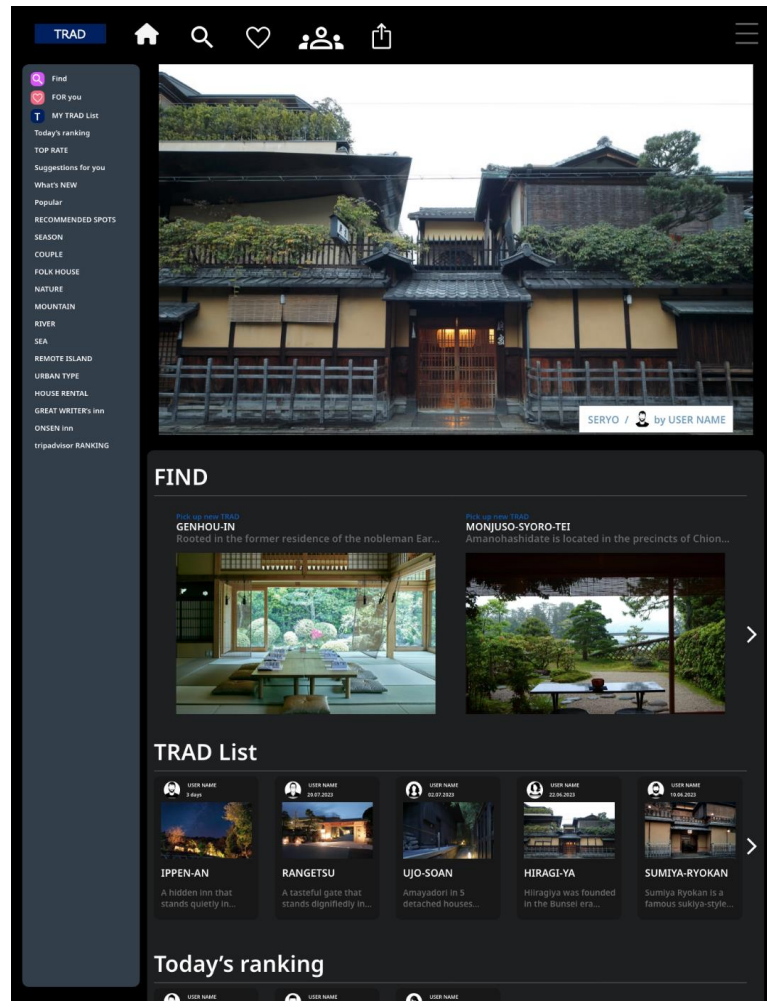 TRAD
Find
FOR you
T MY TRAD List
Today's ranking
TOP RATE
Suggestions for you
What's NEW
Popular
RECOMMENDED SPOTS
SEASON
COUPLE
FOLK HOUSE
NATURE
MOUNTAIN
RIVER
SEA
REMOTE ISLAND
URBAN TYPE
HOUSE RENTAL
GREAT WRITER's inn
ONSEN inn
tripadvisor RANKING
SERYO / by USER NAME
FIND
Pick up new TRAD
GENHOU-IN
Rooted in the former residence of the nobleman Ear...
Pick up new TRAD
MONJUSO-SYORO-TEI
Amanohashidate is located in the precincts of Chion...
TRAD List
USER NAME
3 days
IPPEN-AN
A hidden inn that
stands quietly in...
USER NAME
20.07.2023
RANGETSU
A tasteful gate that
stands dignifiedly in...
USER NAME
02.07.2023
UJO-SOAN
Amayadori in 5
detached houses...
USER NAME
22.06.2023
HIRAGI-YA
Hiiragiya was founded
in the Bunsei era...
USER NAME
10.06.2023
SUMIYA-RYOKAN
Sumiya Ryokan is a
famous sukiya-style...
Today's ranking
USER NAME
USER NAME
USER NAME